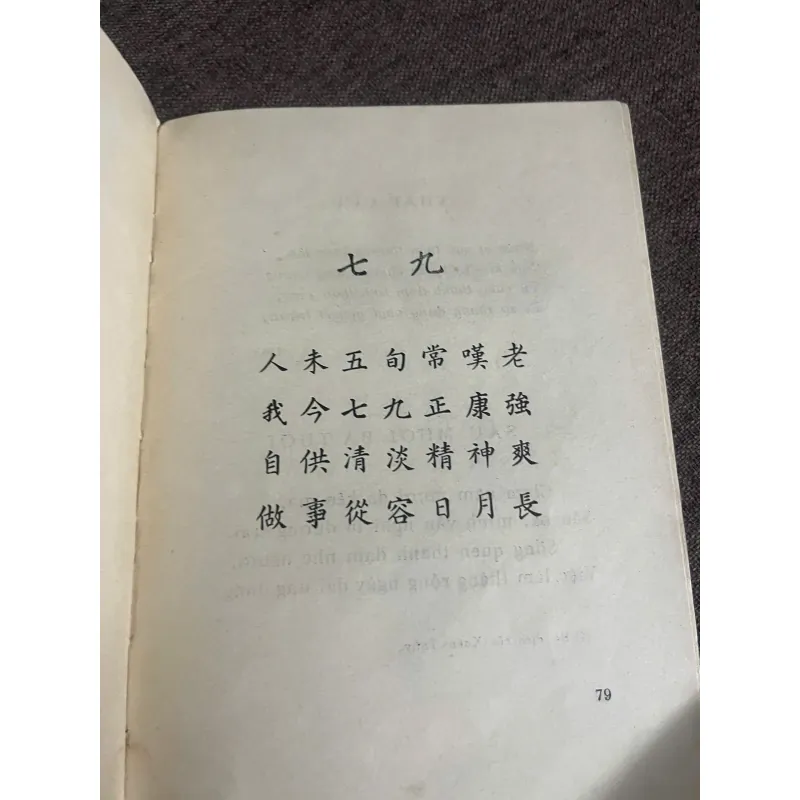 七九
人未五旬常嘆老
我今七九正康強
自供清淡精神爽
做事從容日月長
79